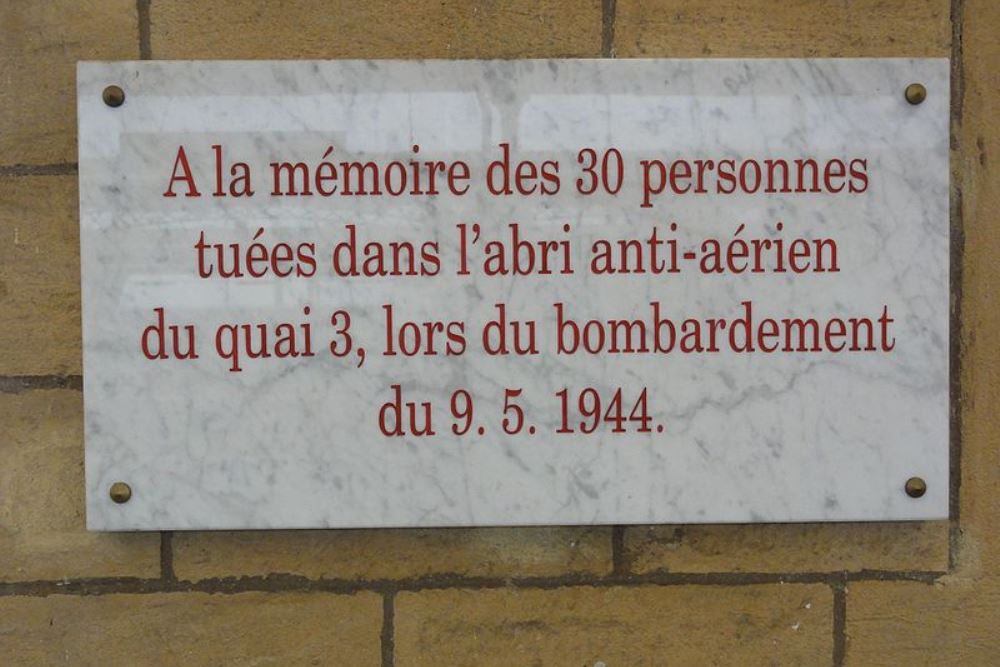 A la mémoire des 30 personnes
tuées dans l'abri anti-aérien
du quai 3, lors du bombardement
du 9. 5. 1944.